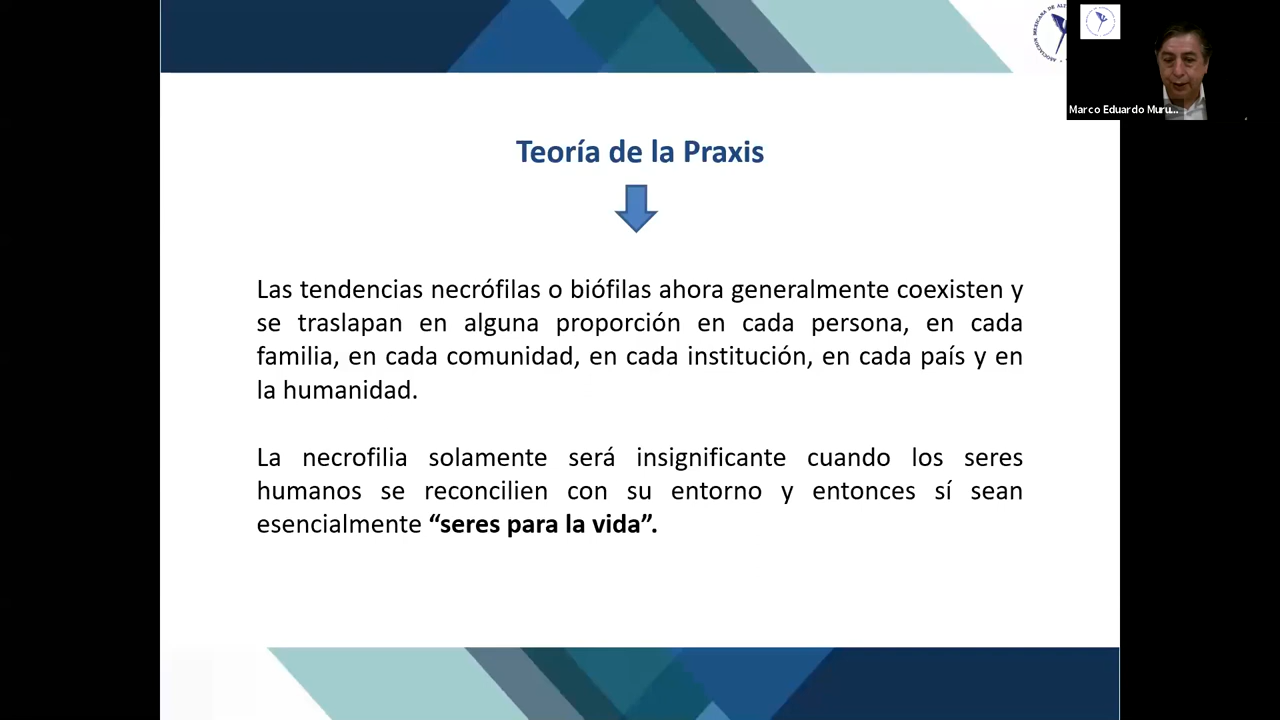 Teoría de la Praxis
Las tendencias necrófilas o biófilas ahora generalmente coexisten y
se traslapan en alguna proporción en cada persona, en cada
familia, en cada comunidad, en cada institución, en cada país y en
la humanidad.
La necrofilia solamente será insignificante cuando los seres
humanos se reconcilien con su entorno y entonces sí sean
esencialmente “seres para la vida”.
Marco Eduardo Muru...